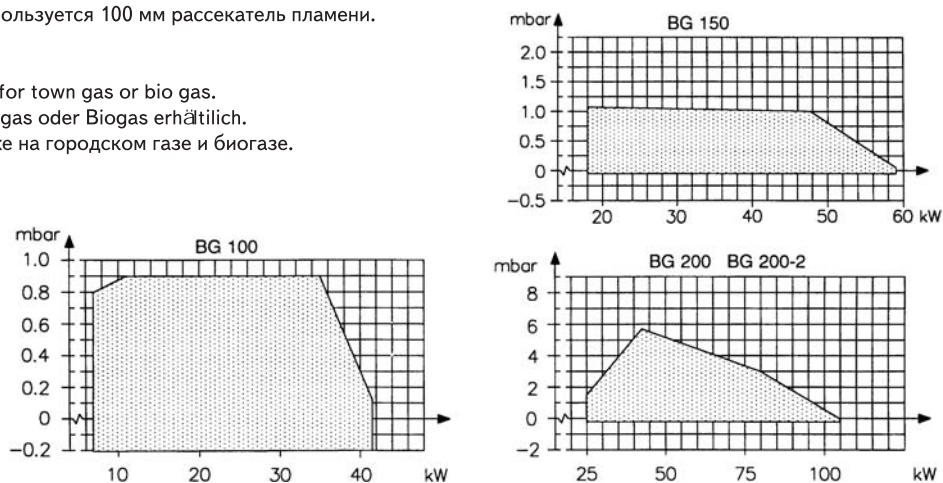 пользуется 100 мм рассекатель пламени.
for town gas or bio gas.
gas oder Biogas erhältilich.
на городском газе и биогазе.
mbar
BG 150
2.0
1.5
1.0
0.5
0
-0.5
20 30 40 50 60 kW
mbar
BG 100
1.0
0.8
0.6
0.4
0.2
0
-0.2
10 20 30 40 kW
mbar
BG 200 BG 200-2
8
6
4
2
0
-2
25 50 75 100 kW